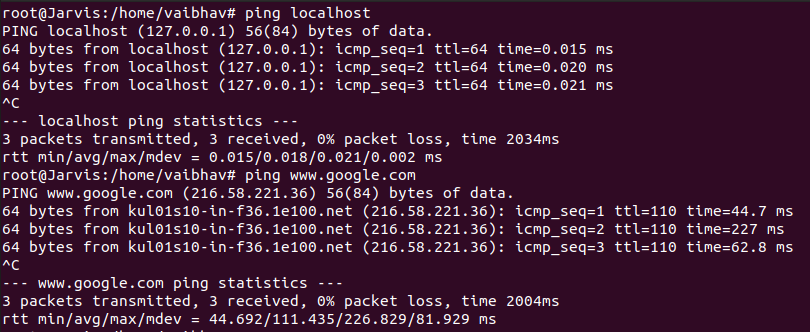 root@Jarvis:/home/vaibhav# ping localhost
PING localhost (127.0.0.1) 56(84) bytes of data.
64 bytes from localhost (127.0.0.1): icmp_seq=1 ttl=64 time=0.015 ms
64 bytes from localhost (127.0.0.1): icmp_seq=2 ttl=64 time=0.020 ms
64 bytes from localhost (127.0.0.1): icmp_seq=3 ttl=64 time=0.021 ms
^C
--- localhost ping statistics ---
3 packets transmitted, 3 received, 0% packet loss, time 2034ms
rtt min/avg/max/mdev = 0.015/0.018/0.021/0.002 ms
root@Jarvis:/home/vaibhav# ping www.google.com
PING www.google.com (216.58.221.36) 56(84) bytes of data.
64 bytes from kul01s10-in-f36.1e100.net (216.58.221.36): icmp_seq=1 ttl=110 time=44.7 ms
64 bytes from kul01s10-in-f36.1e100.net (216.58.221.36): icmp_seq=2 ttl=110 time=227 ms
64 bytes from kul01s10-in-f36.1e100.net (216.58.221.36): icmp_seq=3 ttl=110 time=62.8 ms
^C
--- www.google.com ping statistics ---
3 packets transmitted, 3 received, 0% packet loss, time 2004ms
rtt min/avg/max/mdev = 44.692/111.435/226.829/81.929 ms